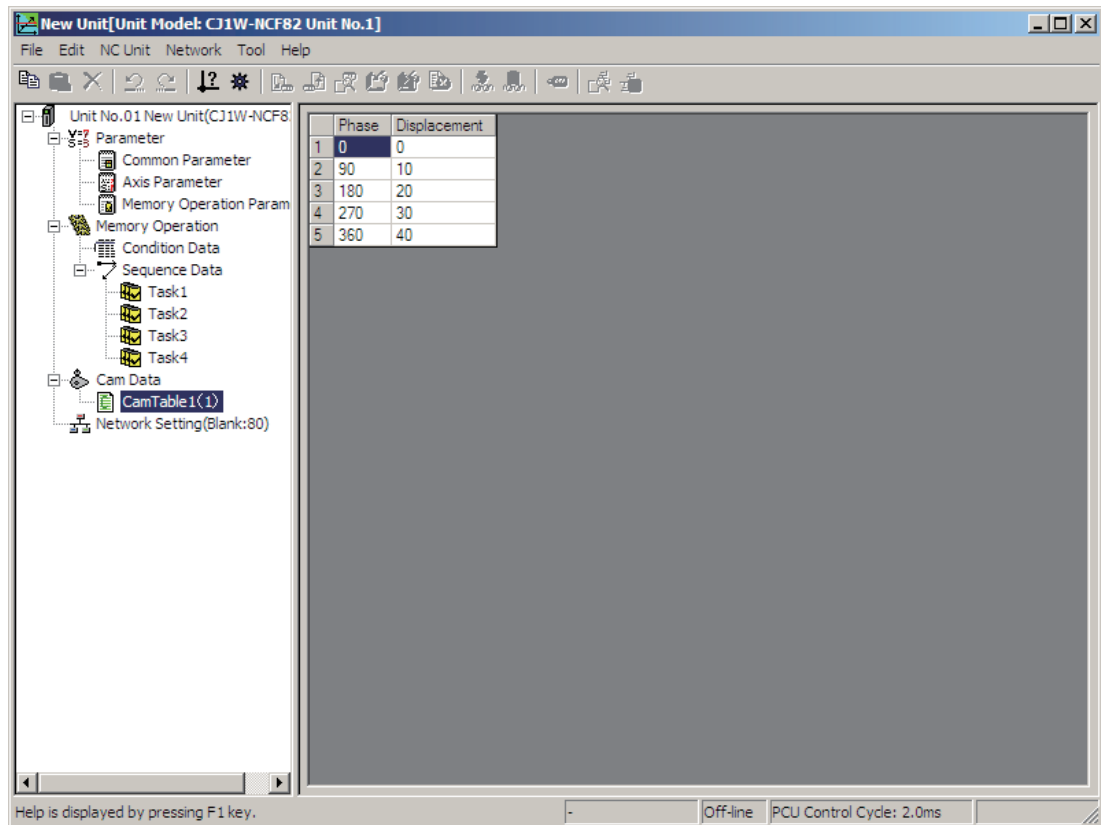 New Unit[Unit Model: CJ1W-NCF82 Unit No.1]
File Edit NC Unit Network Tool Help
Unit No.01 New Unit(CJ1W-NCF8
Parameter
Common Parameter
Axis Parameter
Memory Operation Param
Memory Operation
Condition Data
Sequence Data
Task1
Task2
Task3
Task4
Cam Data
CamTable1(1)
Network Setting(Blank:80)
Phase Displacement
1 0 0
2 90 10
3 180 20
4 270 30
5 360 40
Help is displayed by pressing F1 key.
- Off-line PCU Control Cycle: 2.0ms